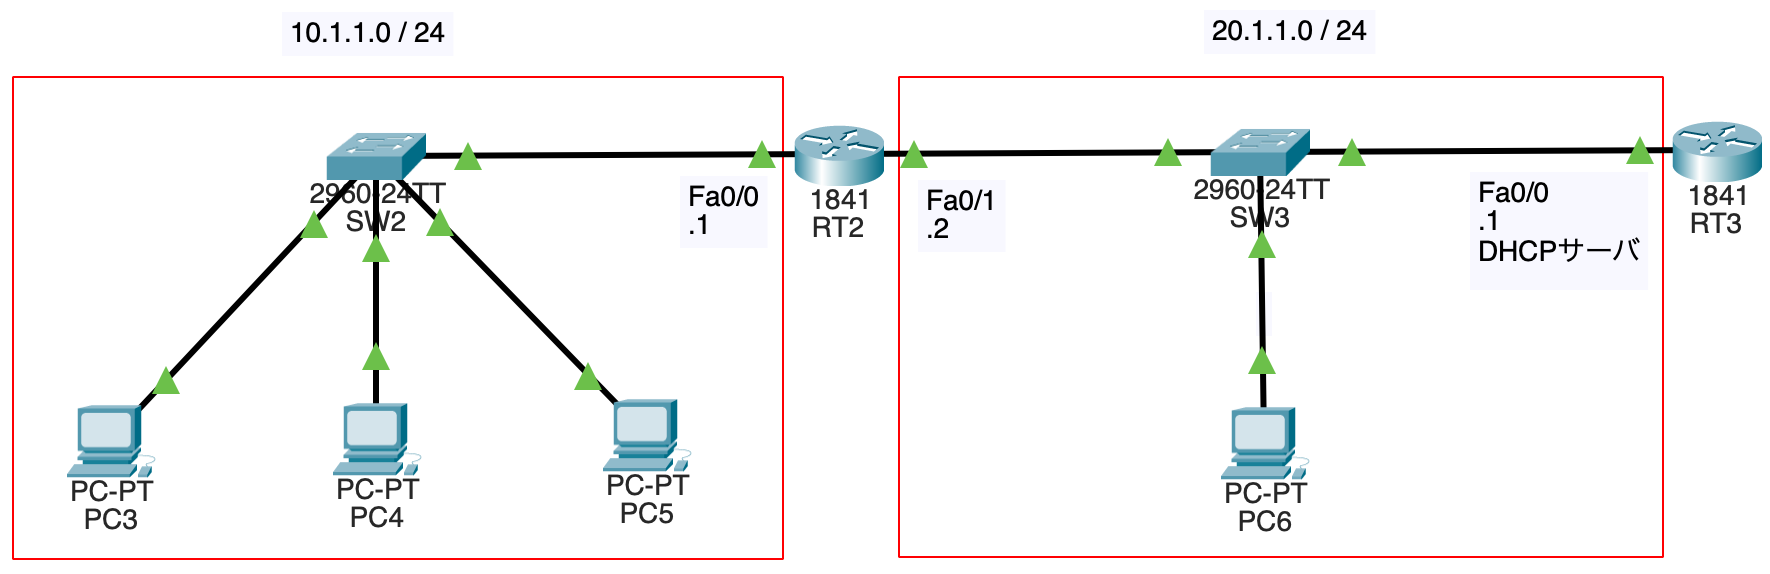 10.1.1.0 / 24
20.1.1.0 / 24
2960-24TT
SW2
Fa0/0
.1
1841
RT2
Fa0/1
.2
2960-24TT
SW3
Fa0/0
.1
DHCPサーバ
1841
RT3
PC-PT
PC3
PC-PT
PC4
PC-PT
PC5
PC-PT
PC6